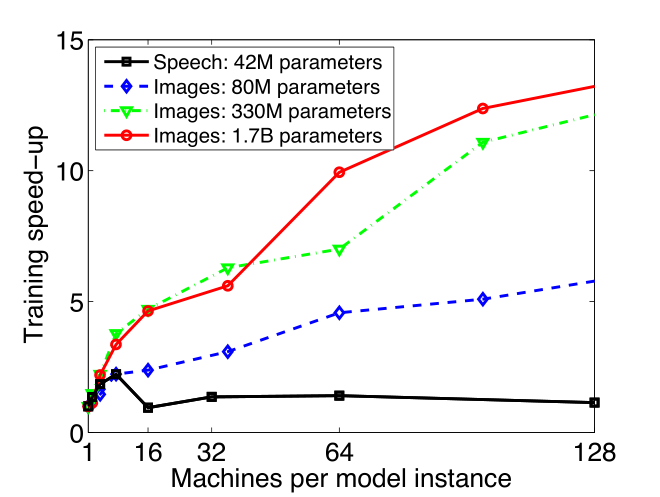 15
10
5
0
Training speed-up
Speech: 42M parameters
Images: 80M parameters
Images: 330M parameters
Images: 1.7B parameters
1 16 32 64 128
Machines per model instance